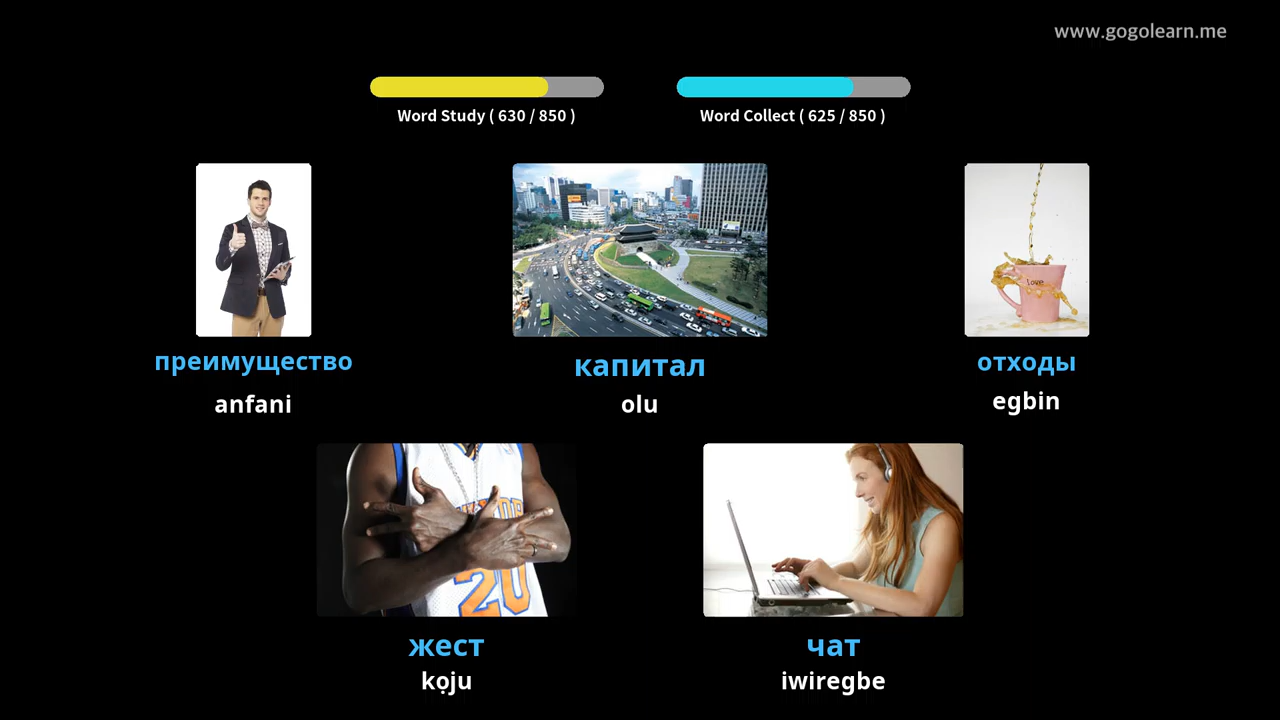 www.gogolearn.me
Word Study ( 630 / 850 )
Word Collect ( 625 / 850 )
преимущество
anfani
капитал
olu
love
отходы
egbin
20
жест
kọju
чат
iwiregbe